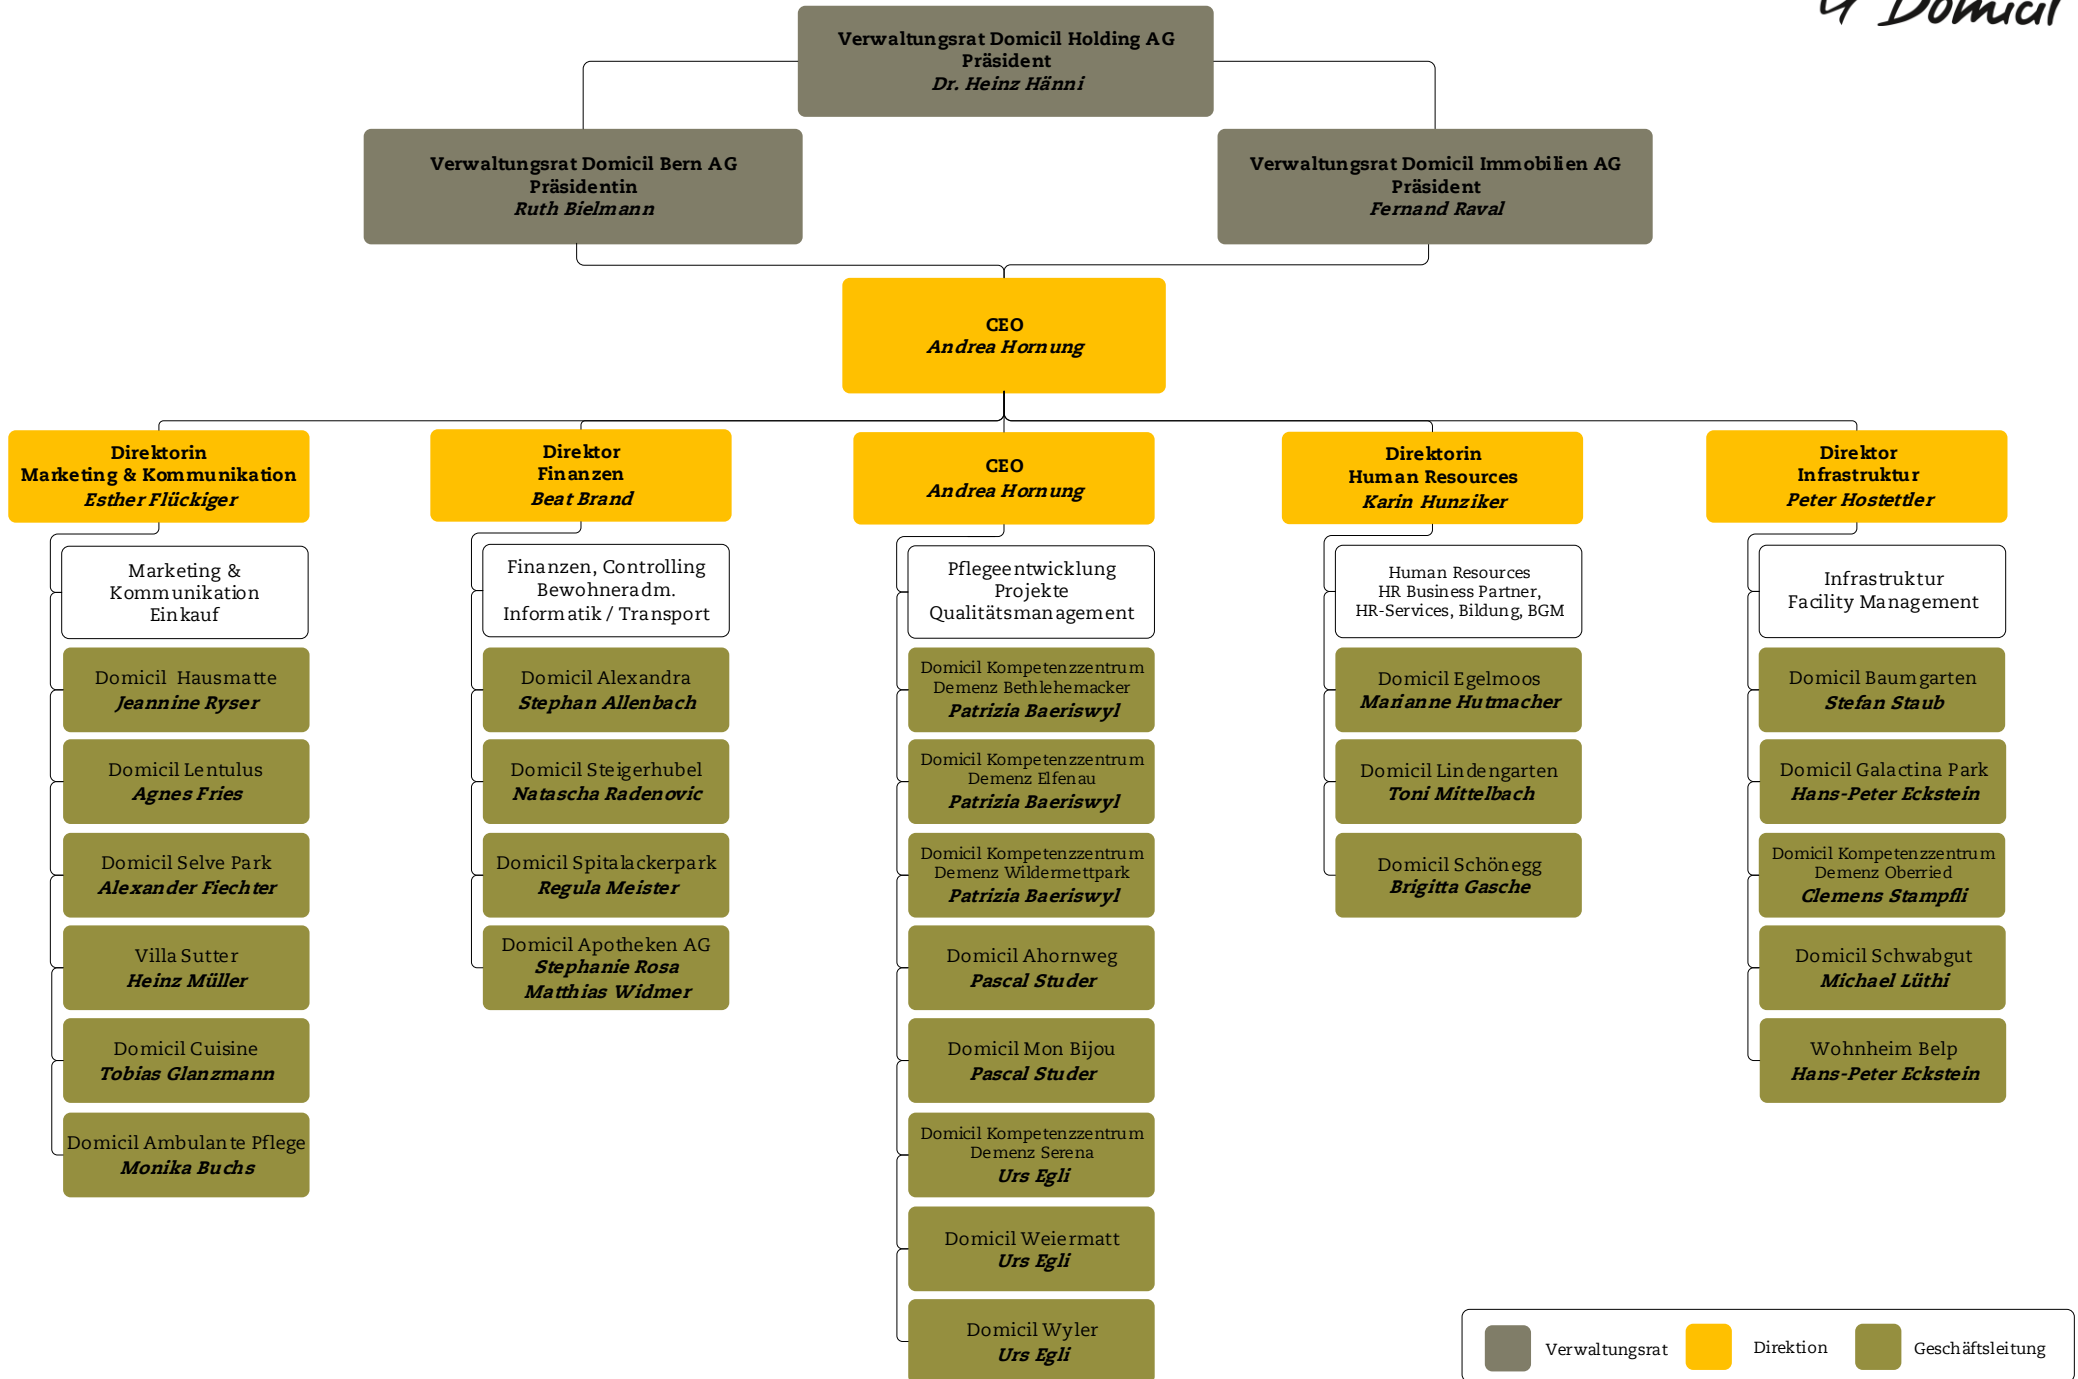 Domicil
Verwaltungsrat Domicil Holding AG
Präsident
Dr. Heinz Hänni
Verwaltungsrat Domicil Bern AG
Präsidentin
Ruth Bielmann
Verwaltungsrat Domicil Immobilien AG
Präsident
Fernand Raval
CEO
Andrea Hornung
Direktorin
Marketing & Kommunikation
Esther Flückiger
Direktor
Finanzen
Beat Brand
CEO
Andrea Hornung
Direktorin
Human Resources
Karin Hunziker
Direktor
Infrastruktur
Peter Hostettler
Marketing &
Kommunikation
Einkauf
Domicil Hausmatte
Jeannine Ryser
Domicil Lentulus
Agnes Fries
Domicil Selve Park
Alexander Fiechter
Villa Sutter
Heinz Müller
Domicil Cuisine
Tobias Glanzmann
Domicil Ambulante Pflege
Monika Buchs
Finanzen, Controlling
Bewohneradm.
Informatik / Transport
Domicil Alexandra
Stephan Allenbach
Domicil Steigerhubel
Natascha Radenovic
Domicil Spitalackerpark
Regula Meister
Domicil Apotheken AG
Stephanie Rosa
Matthias Widmer
Pflegeentwicklung
Projekte
Qualitätsmanagement
Domicil Kompetenzzentrum
Demenz Bethlehemacker
Patrizia Baeriswyl
Domicil Kompetenzzentrum
Demenz Elfenau
Patrizia Baeriswyl
Domicil Kompetenzzentrum
Demenz Wildermettpark
Patrizia Baeriswyl
Domicil Ahornweg
Pascal Studer
Domicil Mon Bijou
Pascal Studer
Domicil Kompetenzzentrum
Demenz Serena
Urs Egli
Domicil Weiermatt
Urs Egli
Domicil Wyler
Urs Egli
Human Resources
HR Business Partner,
HR-Services, Bildung, BGM
Domicil Egelmoos
Marianne Hutmacher
Domicil Lindengarten
Toni Mittelbach
Domicil Schönegg
Brigitta Gasche
Infrastruktur
Facility Management
Domicil Baumgarten
Stefan Staub
Domicil Galactina Park
Hans-Peter Eckstein
Domicil Kompetenzzentrum
Demenz Oberried
Clemens Stampfli
Domicil Schwabgut
Michael Lüthi
Wohnheim Belp
Hans-Peter Eckstein
Verwaltungsrat
Direktion
Geschäftsleitung